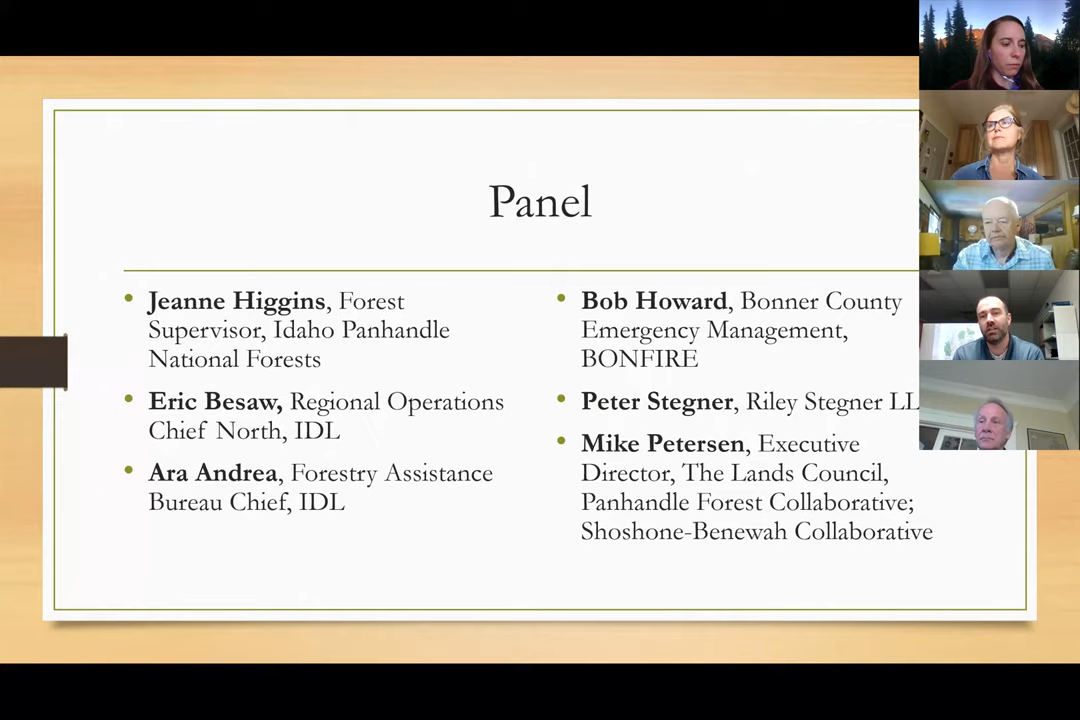 Panel
• Jeanne Higgins, Forest
Supervisor, Idaho Panhandle
National Forests
• Eric Besaw, Regional Operations
Chief North, IDL
• Ara Andrea, Forestry Assistance
Bureau Chief, IDL
• Bob Howard, Bonner County
Emergency Management,
BONFIRE
• Peter Stegner, Riley Stegner LL
• Mike Petersen, Executive
Director, The Lands Council,
Panhandle Forest Collaborative;
Shoshone-Benewah Collaborative